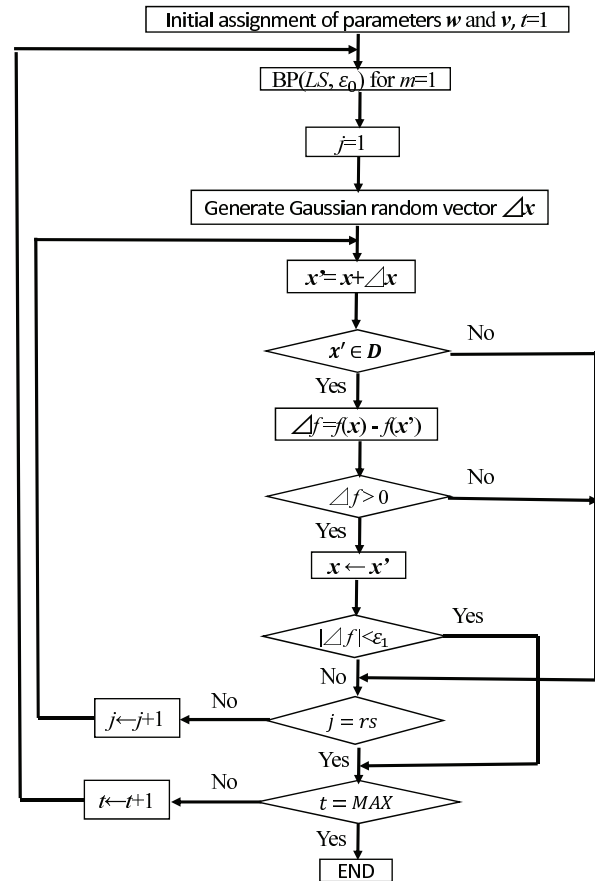 Initial assignment of parameters w and v, t=1
BP(LS, ε₀) for m=1
j=1
Generate Gaussian random vector ⊿x
x'= x+⊿x
x′ ∈ D
No
Yes
⊿f=f(x) - f(x')
⊿f > 0
No
Yes
x ← x'
|⊿f|<ε₁
Yes
No
j = rs
No
j←j+1
Yes
t = MAX
No
t←t+1
Yes
END